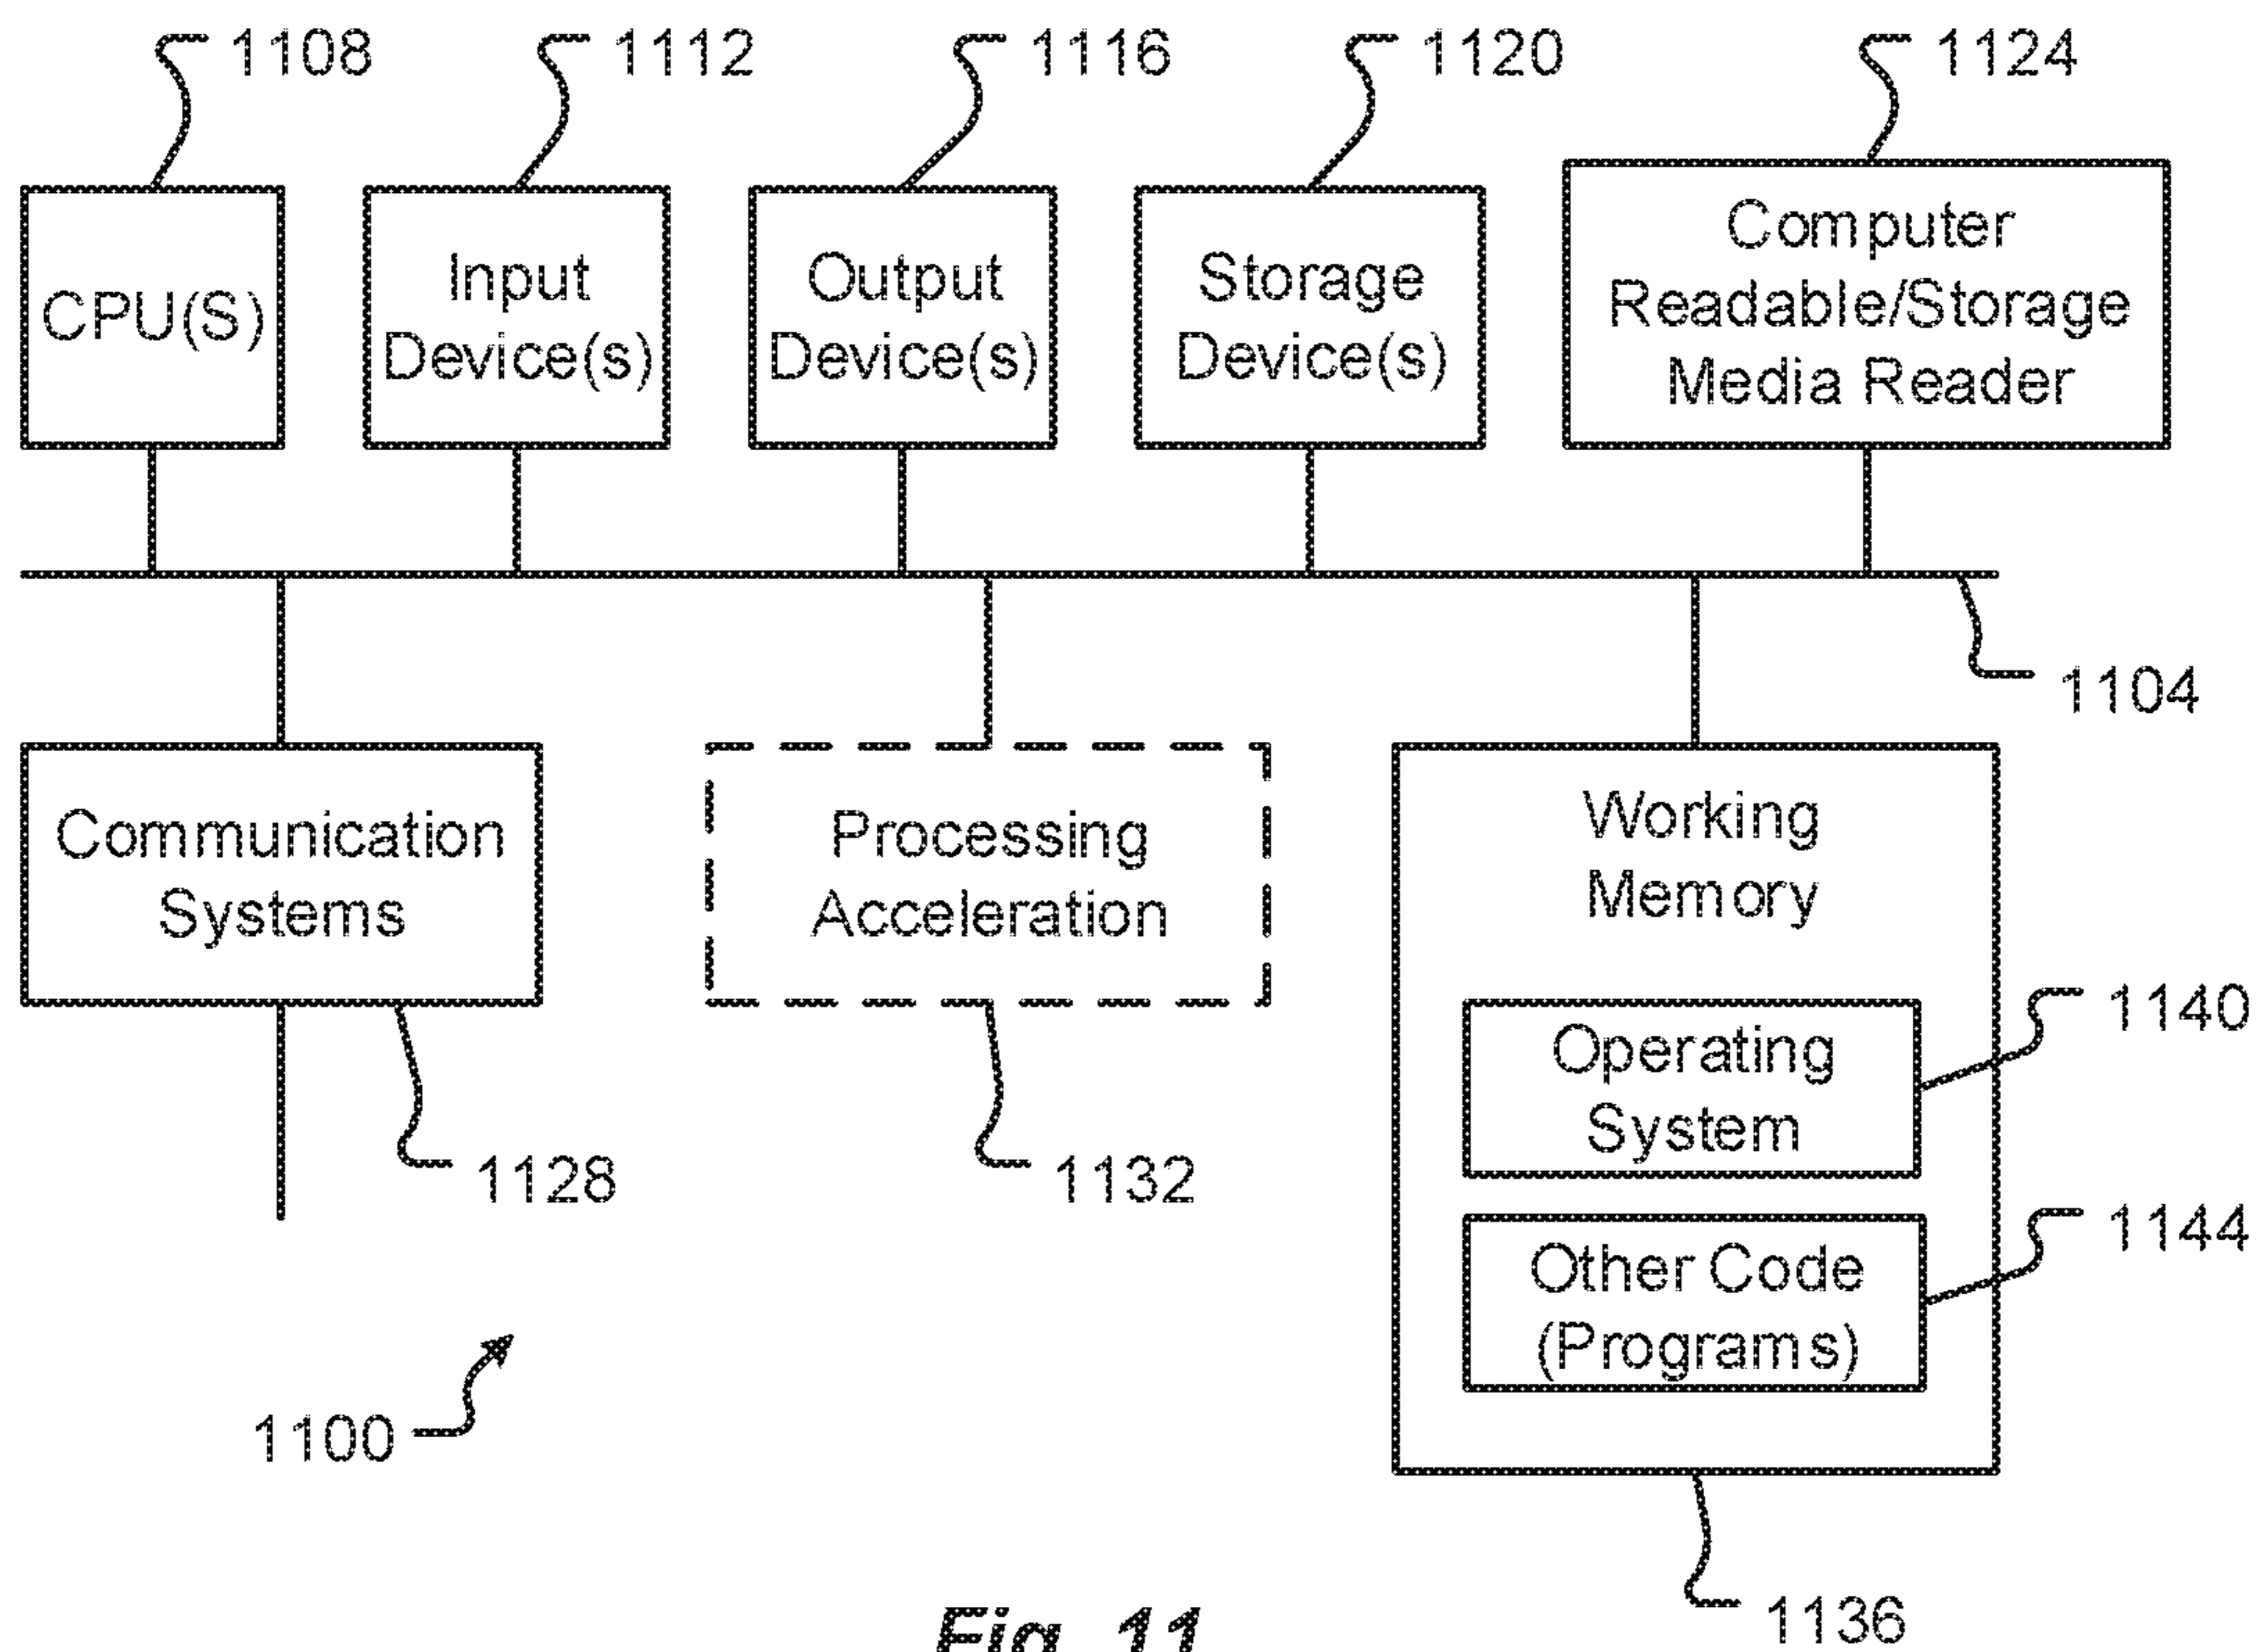 1108
1112
1116
1120
1124
CPU(S)
Input
Device(s)
Output
Device(s)
Storage
Device(s)
Computer
Readable/Storage
Media Reader
1104
Communication
Systems
Processing
Acceleration
Working
Memory
Operating
System
1140
Other Code
(Programs)
1144
1128
1132
1100
1136
Fig. 11